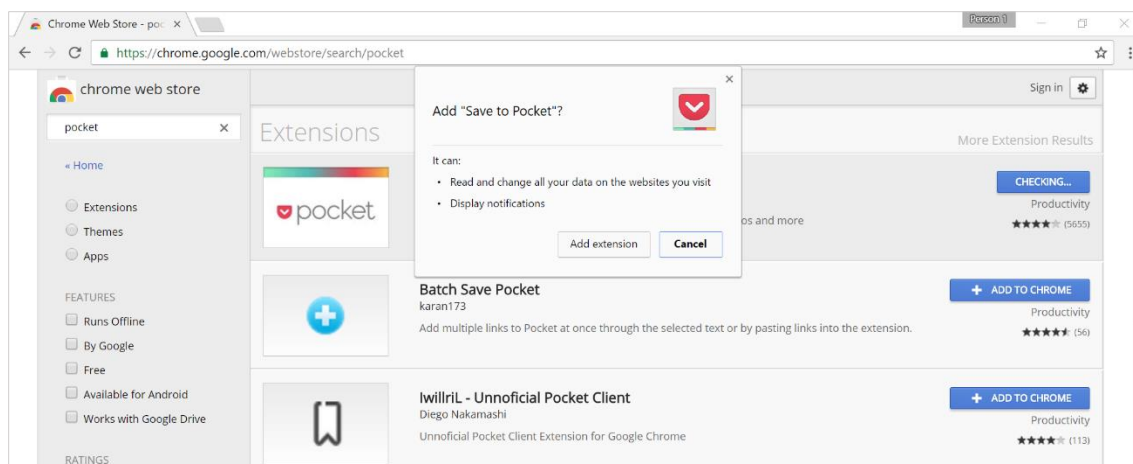 Chrome Web Store - poc
Person 1
https://chrome.google.com/webstore/search/pocket
chrome web store
Sign in
pocket
« Home
Extensions
Themes
Apps
FEATURES
Runs Offline
By Google
Free
Available for Android
Works with Google Drive
RATINGS
Extensions
More Extension Results
Add "Save to Pocket"?
It can:
• Read and change all your data on the websites you visit
• Display notifications
Add extension
Cancel
pocket
os and more
CHECKING...
Productivity
(5655)
Batch Save Pocket
karan173
Add multiple links to Pocket at once through the selected text or by pasting links into the extension.
+ ADD TO CHROME
Productivity
(56)
IwillriL - Unnoficial Pocket Client
Diego Nakamashi
Unnoficial Pocket Client Extension for Google Chrome
+ ADD TO CHROME
Productivity
(113)